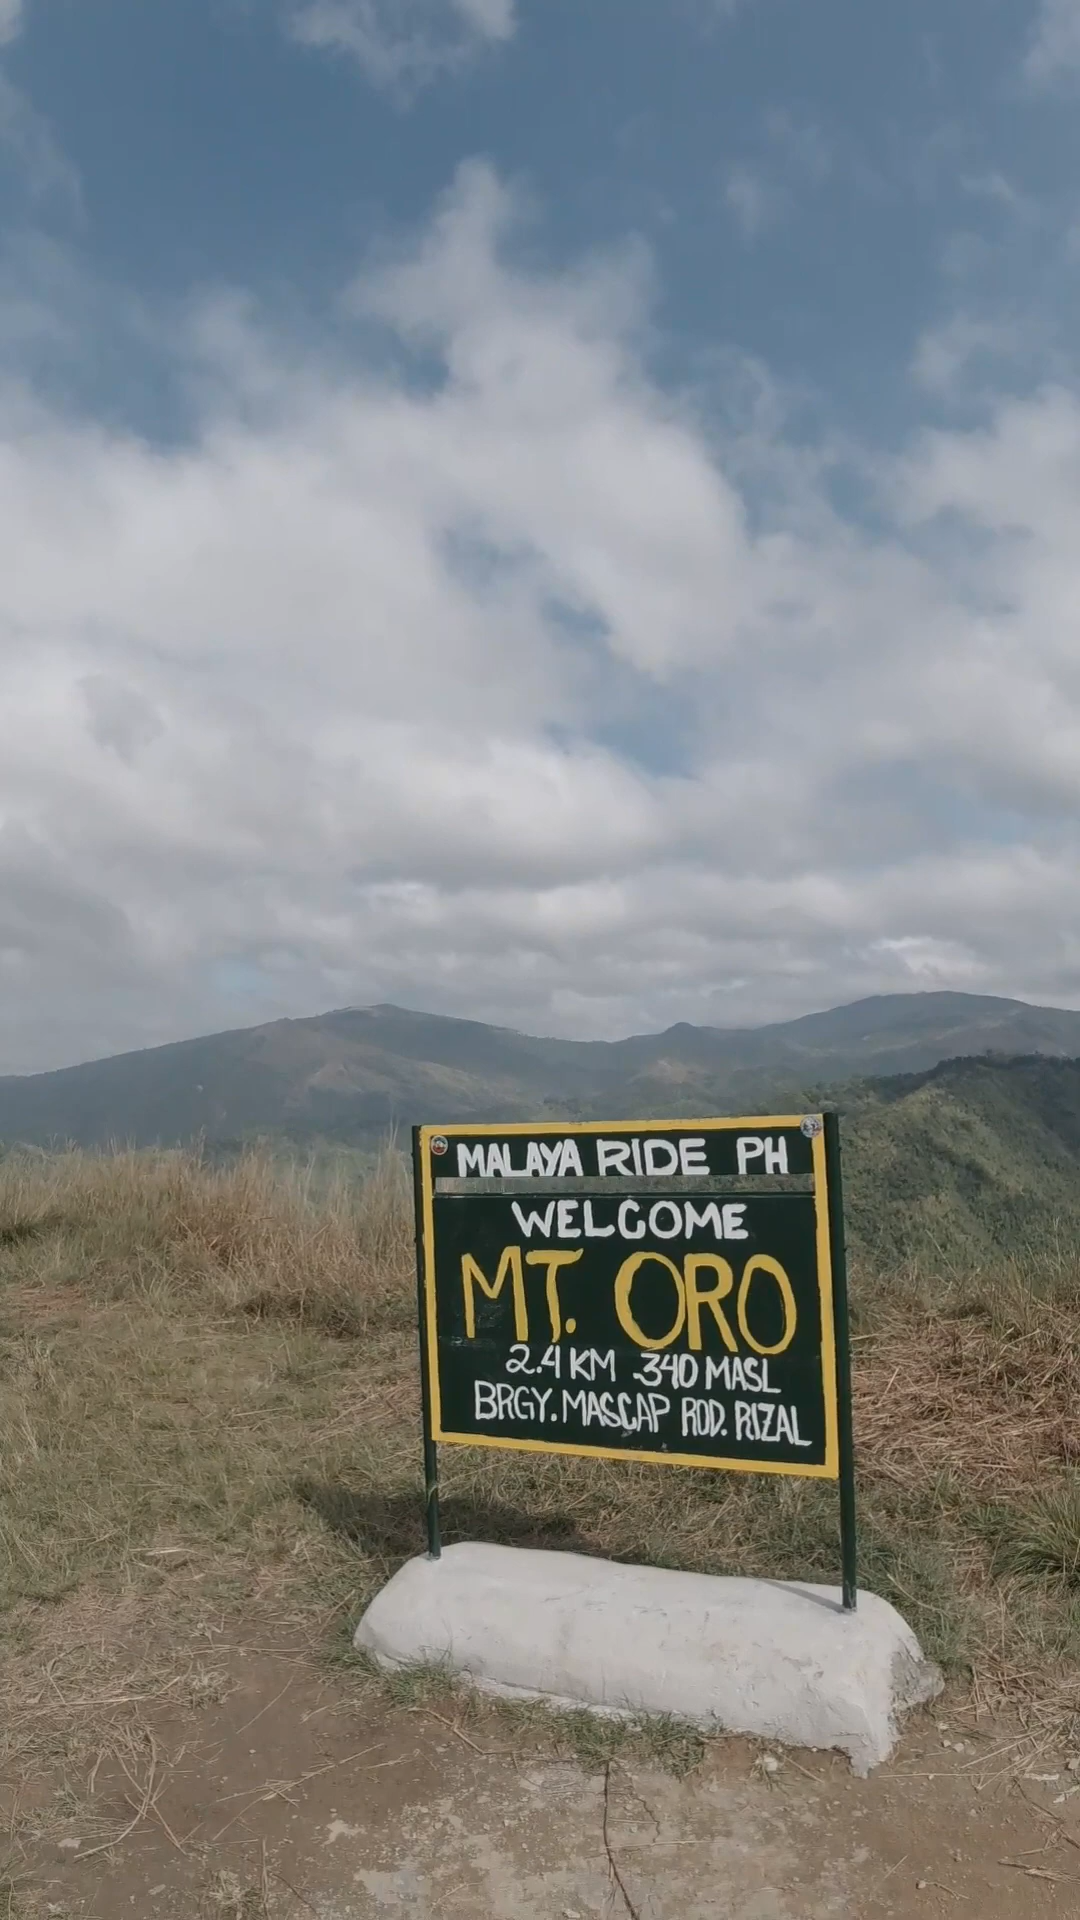 MALAYA RIDE PH
WELCOME
MT. ORO
2.4 KM 340 MASL
BRGY. MASCAP ROD. RIZAL